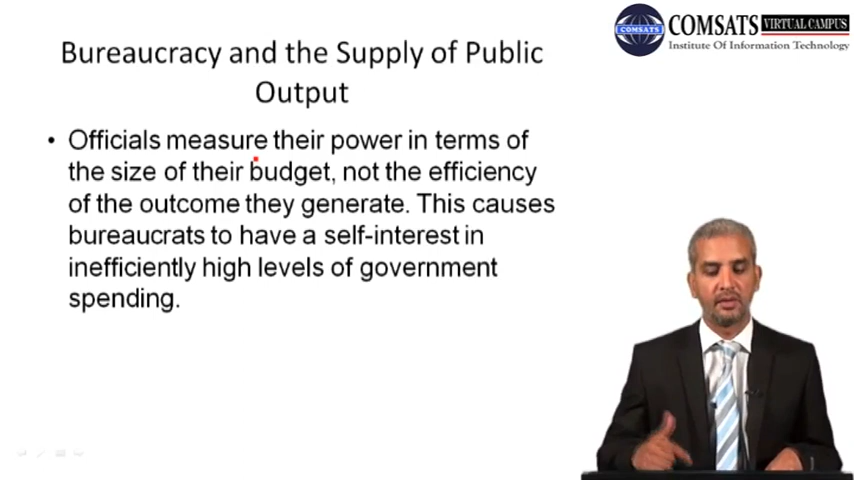 COMSATS VIRTUAL CAMPUS
COMSATS
Institute Of Information Technology
Bureaucracy and the Supply of Public
Output
• Officials measure their power in terms of
the size of their budget, not the efficiency
of the outcome they generate. This causes
bureaucrats to have a self-interest in
inefficiently high levels of government
spending.